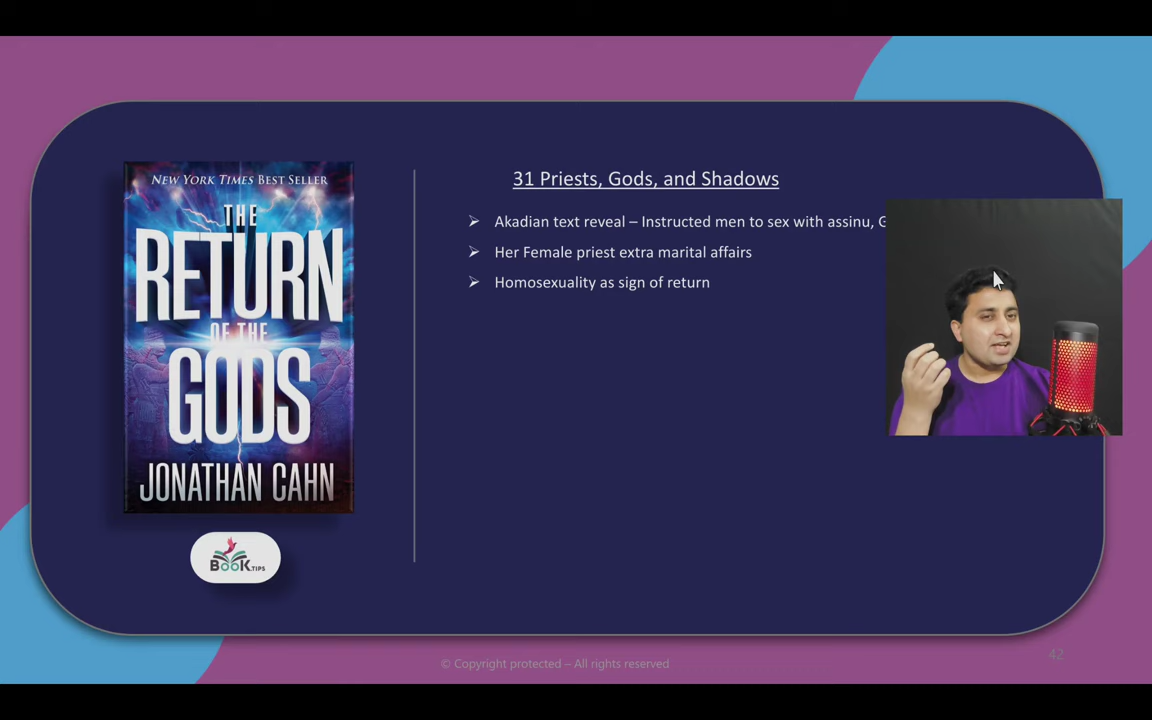 31 Priests, Gods, and Shadows
Akadian text reveal – Instructed men to sex with assinu, G
Her Female priest extra marital affairs
Homosexuality as sign of return
NEW YORK TIMES BEST SELLER
THE
RETURN
OF THE
GODS
JONATHAN CAHN
BOOK.TIPS
© Copyright protected – All rights reserved
42